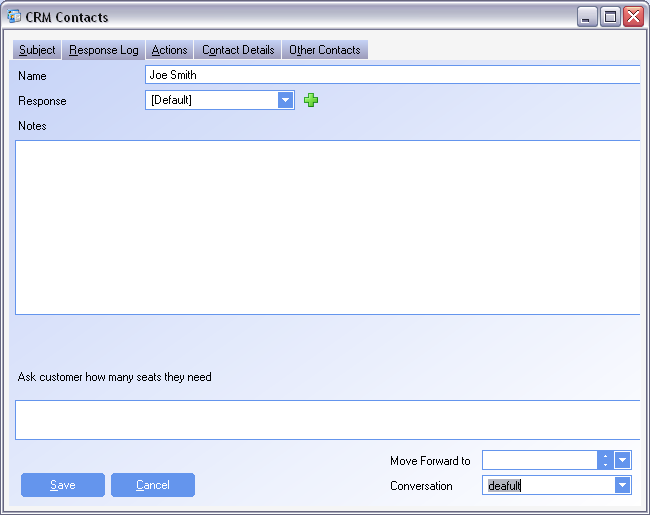 CRM Contacts
Subject Response Log Actions Contact Details Other Contacts
Name Joe Smith
Response [Default]
Notes
Ask customer how many seats they need
Move Forward to
Save Cancel
Conversation deafult